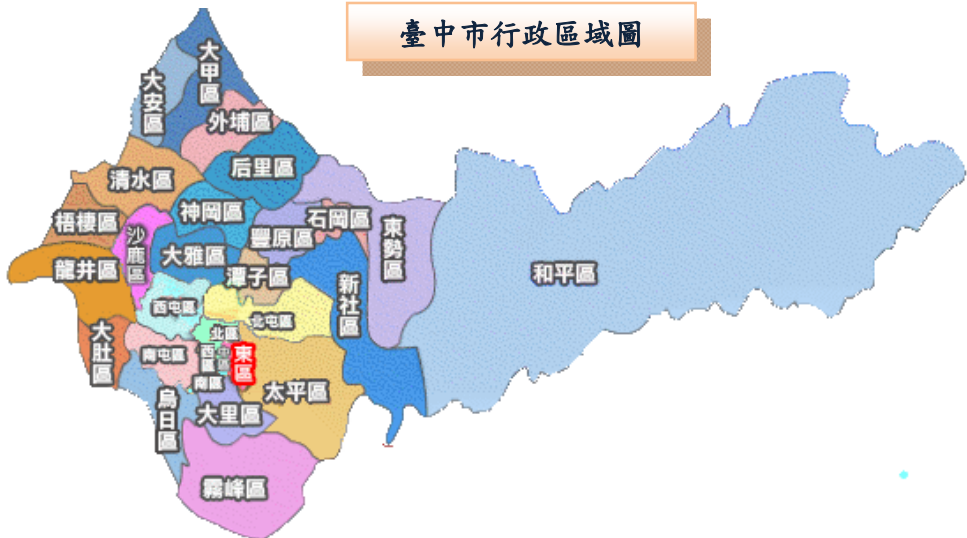 臺中市行政區域圖
大甲區
大安區
外埔區
后里區
清水區
神岡區
梧棲區
石岡區
東勢區
沙鹿區
豐原區
大雅區
龍井區
潭子區
和平區
新社區
西屯區
北屯區
北區
大肚區
南屯區
西區
中區
東區
南區
太平區
烏日區
大里區
霧峰區